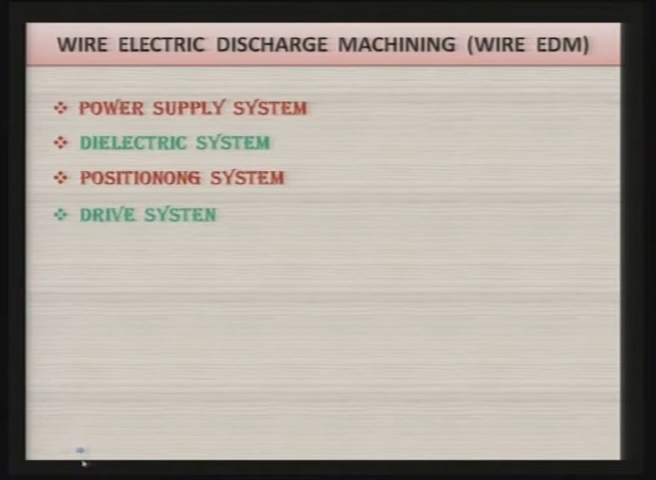 WIRE ELECTRIC DISCHARGE MACHINING (WIRE EDM)
POWER SUPPLY SYSTEM
DIELECTRIC SYSTEM
POSITIONONG SYSTEM
DRIVE SYSTEN